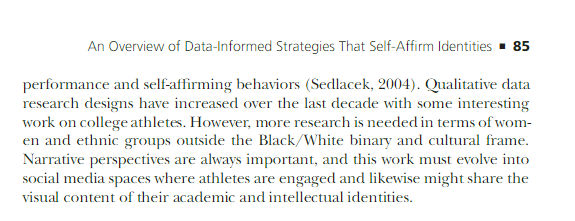 An Overview of Data-Informed Strategies That Self-Affirm Identities ■ 85
performance and self-affirming behaviors (Sedlacek, 2004). Qualitative data
research designs have increased over the last decade with some interesting
work on college athletes. However, more research is needed in terms of wom-
en and ethnic groups outside the Black/White binary and cultural frame.
Narrative perspectives are always important, and this work must evolve into
social media spaces where athletes are engaged and likewise might share the
visual content of their academic and intellectual identities.